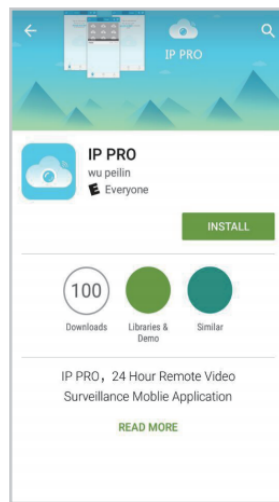 IP PRO
IP PRO
wu peilin
E Everyone
INSTALL
100
Downloads
Libraries &
Demo
Similar
IP PRO, 24 Hour Remote Video
Surveillance Moblie Application
READ MORE